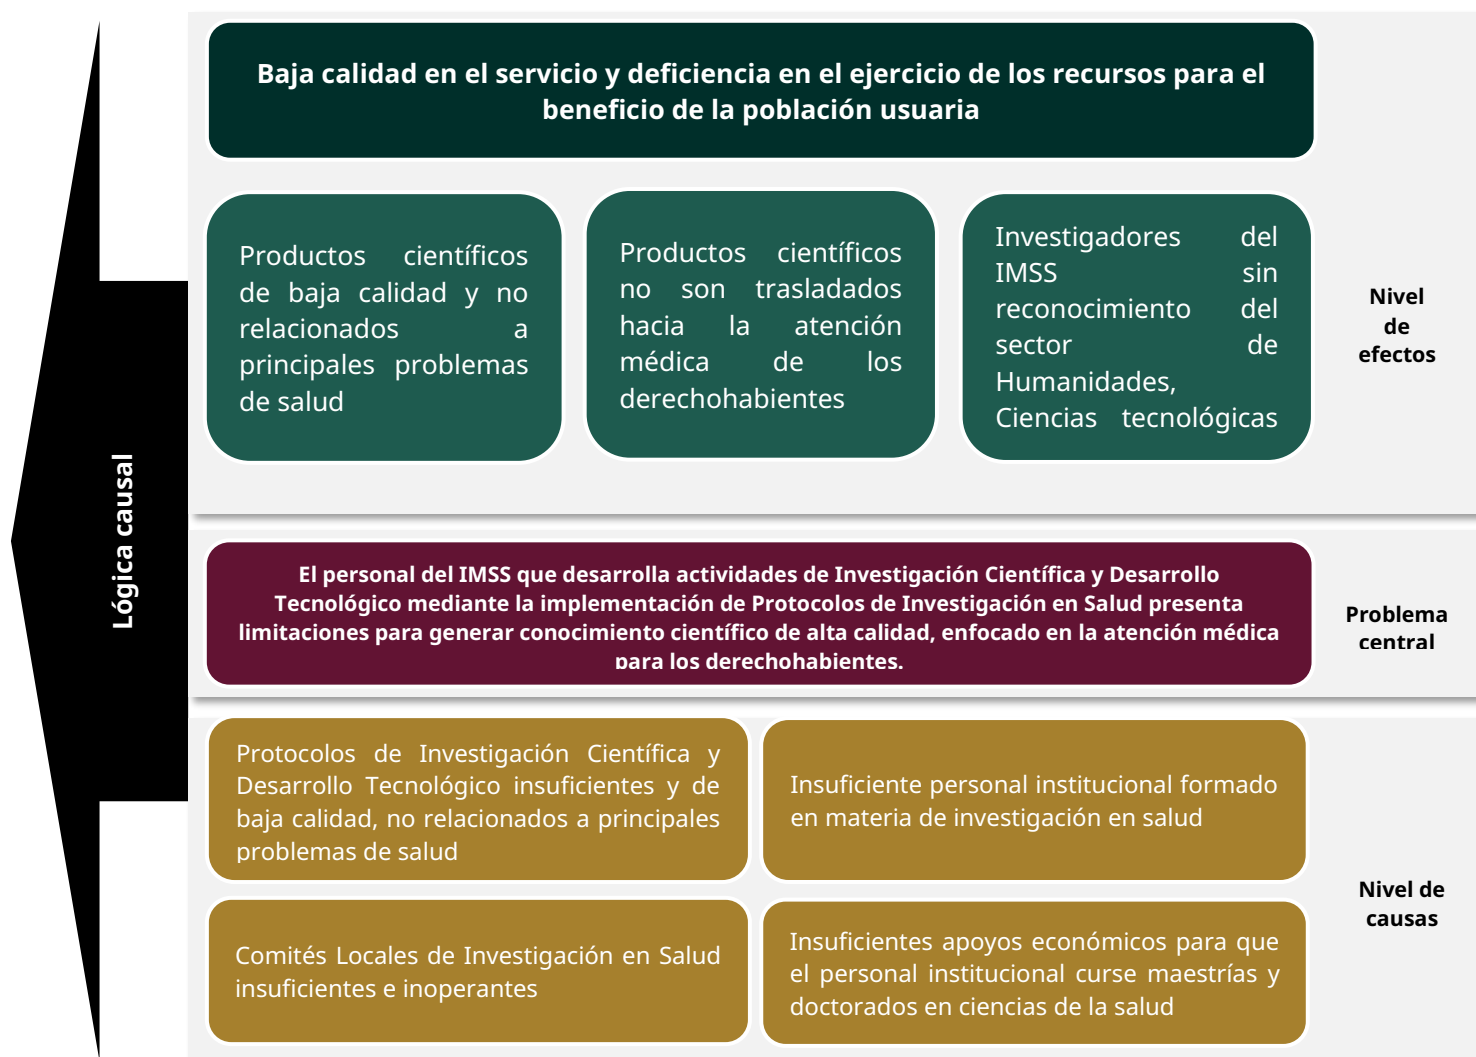 Baja calidad en el servicio y deficiencia en el ejercicio de los recursos para el
beneficio de la población usuaria
Productos científicos
de baja calidad y no
relacionados a
principales problemas
de salud
Productos científicos
no son trasladados
hacia la atención
médica de los
derechohabientes
Investigadores del
IMSS sin
reconocimiento del
sector de
Humanidades,
Ciencias tecnológicas
Nivel
de
efectos
Lógica causal
El personal del IMSS que desarrolla actividades de Investigación Científica y Desarrollo
Tecnológico mediante la implementación de Protocolos de Investigación en Salud presenta
limitaciones para generar conocimiento científico de alta calidad, enfocado en la atención médica
para los derechohabientes.
Problema
central
Protocolos de Investigación Científica y
Desarrollo Tecnológico insuficientes y de
baja calidad, no relacionados a principales
problemas de salud
Insuficiente personal institucional formado
en materia de investigación en salud
Comités Locales de Investigación en Salud
insuficientes e inoperantes
Insuficientes apoyos económicos para que
el personal institucional curse maestrías y
doctorados en ciencias de la salud
Nivel de
causas